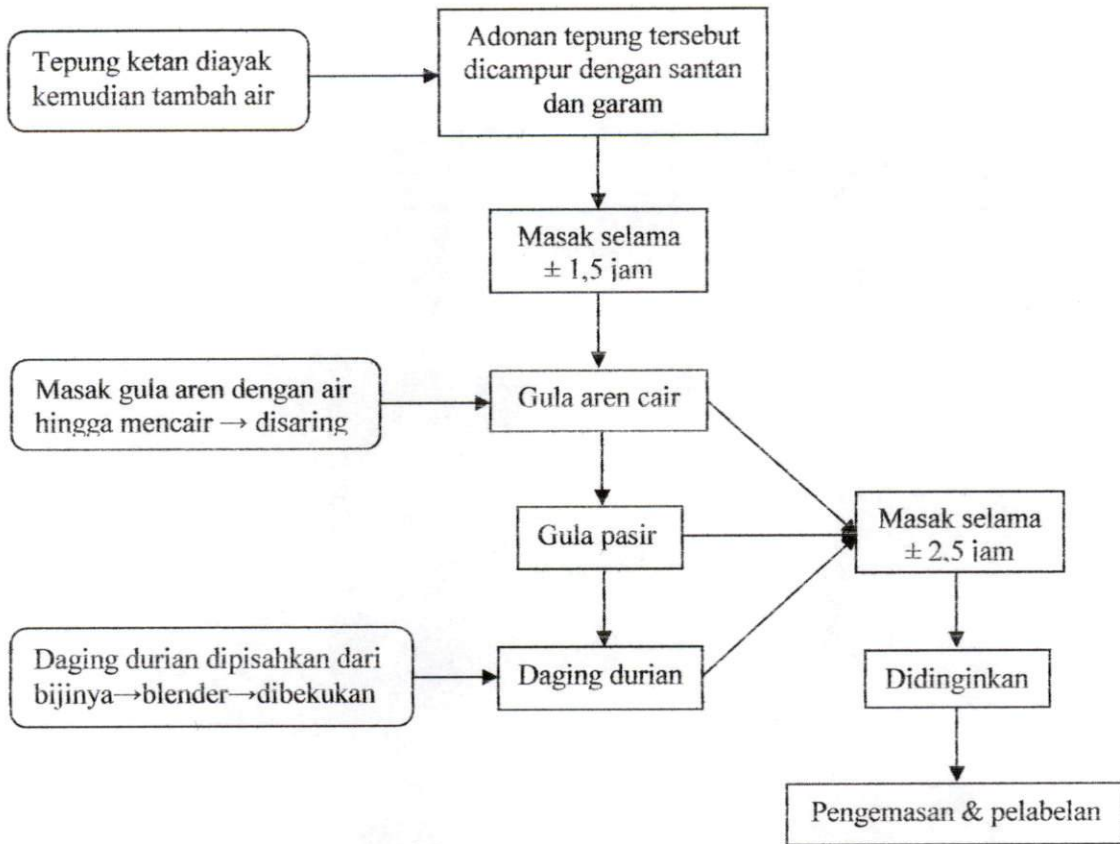 Tepung ketan diayak
kemudian tambah air
Adonan tepung tersebut
dicampur dengan santan
dan garam
Masak selama
± 1,5 jam
Masak gula aren dengan air
hingga mencair → disaring
Gula aren cair
Gula pasir
Masak selama
± 2,5 jam
Daging durian dipisahkan dari
bijinya→blender→dibekukan
Daging durian
Didinginkan
Pengemasan & pelabelan